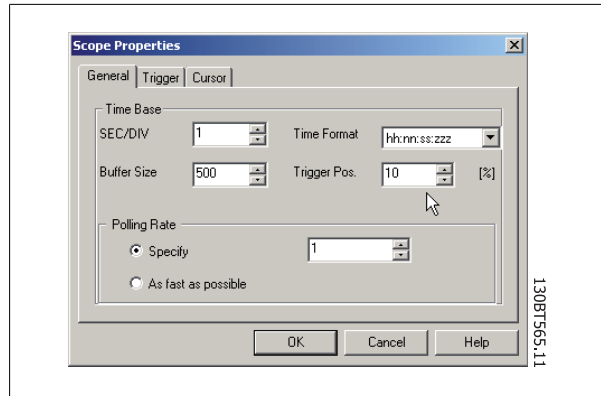 Scope Properties
General Trigger Cursor
Time Base
SEC/DIV 1 Time Format hh:nn:ss:zzz
Buffer Size 500 Trigger Pos. 10 [%]
Polling Rate
Specify 1
As fast as possible
OK Cancel Help
130BT565.11